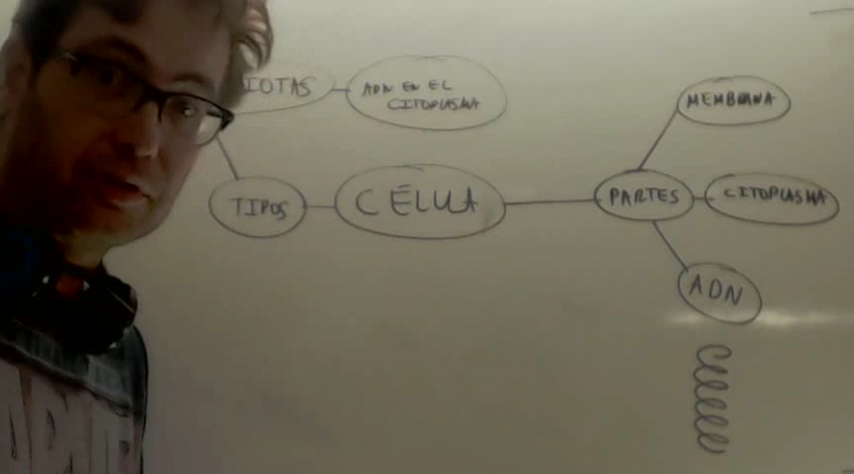 IOTAS
ADN EN EL
CITOPLASMA
MEMBRANA
TIPOS
CÉLULA
PARTES
CITOPLASMA
ADN